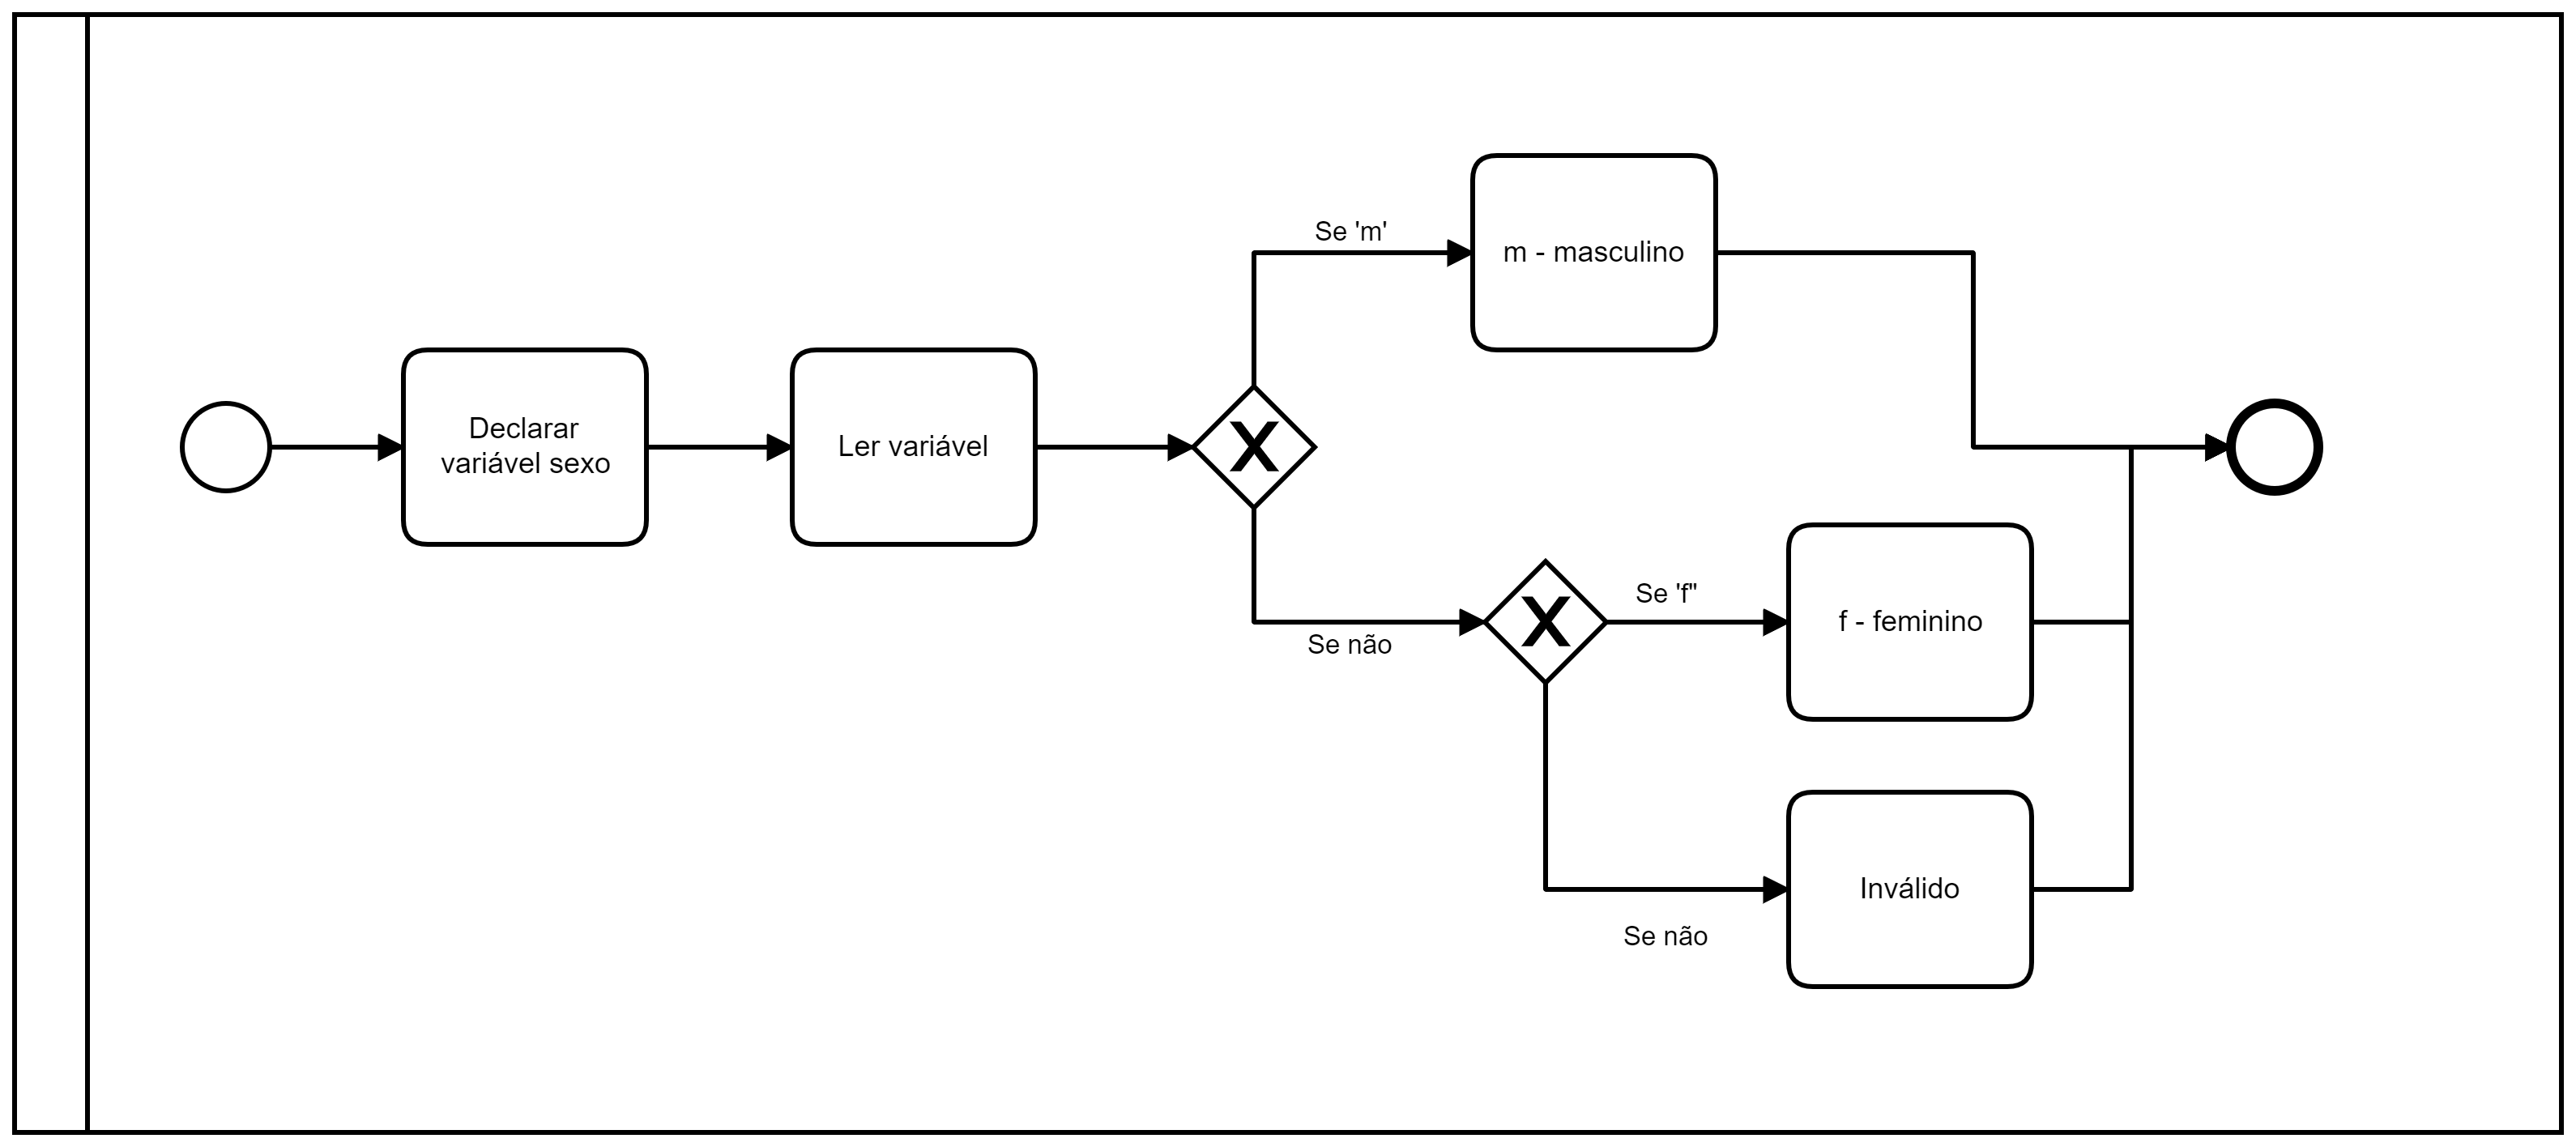 Declarar
variável sexo
Ler variável
Se 'm'
m - masculino
Se não
Se 'f"
f - feminino
Se não
Inválido